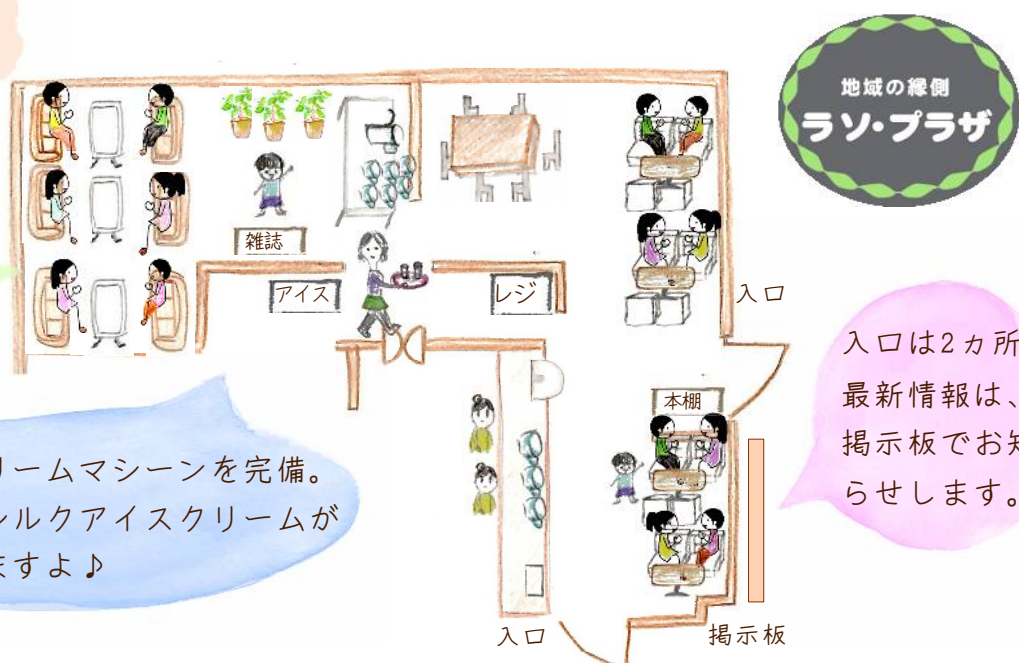 地域の縁側
ラソ・プラザ
雑誌
アイス
レジ
入口
入口は2ヵ所
最新情報は、
掲示板でお知
らせします。
本棚
リームマシーンを完備。
ルクアイスクリームが
ますよ♪
入口
掲示板